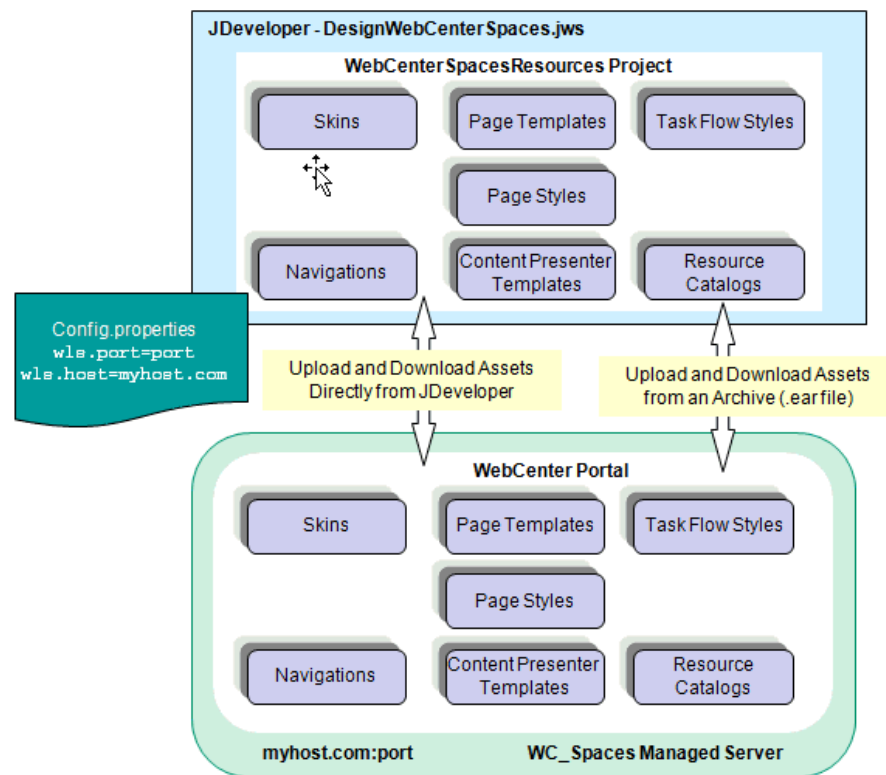 JDeveloper - DesignWebCenterSpaces.jws
WebCenterSpacesResources Project
Skins
Page Templates
Task Flow Styles
Page Styles
Navigations
Content Presenter
Templates
Resource
Catalogs
Config.properties
wls.port=port
wls.host=myhost.com
Upload and Download Assets
Directly from JDeveloper
Upload and Download Assets
from an Archive (.ear file)
WebCenter Portal
Skins
Page Templates
Task Flow Styles
Page Styles
Navigations
Content Presenter
Templates
Resource
Catalogs
myhost.com:port
WC_Spaces Managed Server